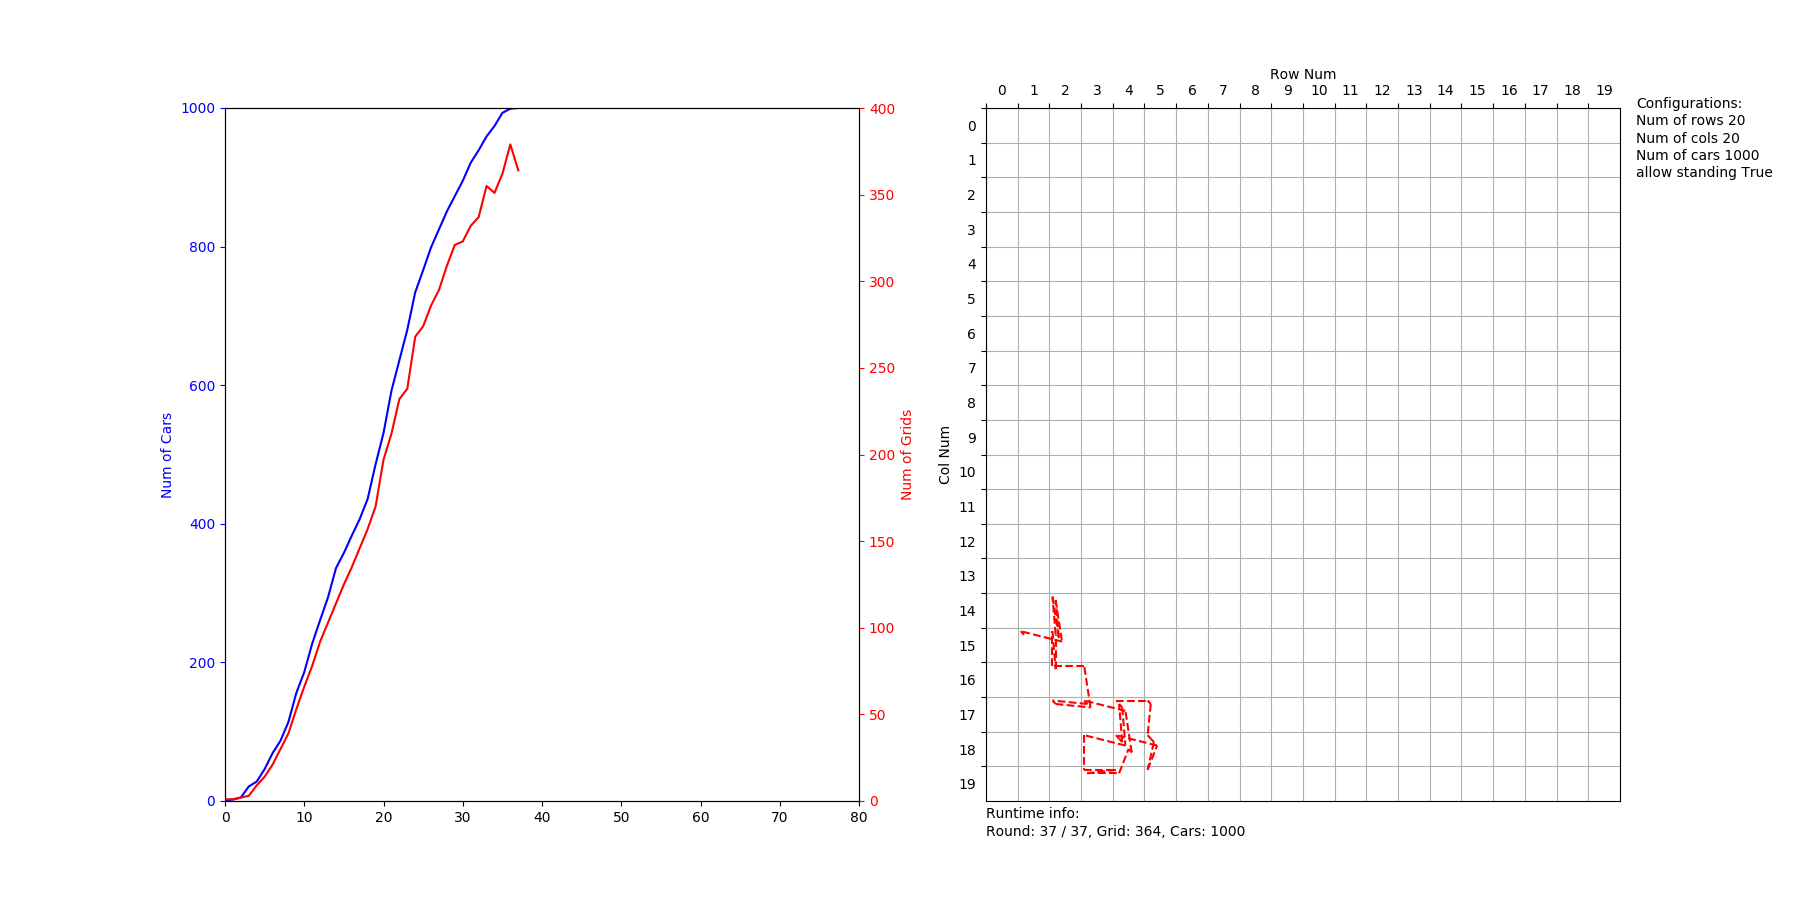 Num of Cars
1000
800
600
400
200
0
0 10 20 30 40 50 60 70 80
400
350
300
250
200
150
100
50
0
Num of Grids
Row Num
0 1 2 3 4 5 6 7 8 9 10 11 12 13 14 15 16 17 18 19
Col Num
0
1
2
3
4
5
6
7
8
9
10
11
12
13
14
15
16
17
18
19
Configurations:
Num of rows 20
Num of cols 20
Num of cars 1000
allow standing True
Runtime info:
Round: 37 / 37, Grid: 364, Cars: 1000